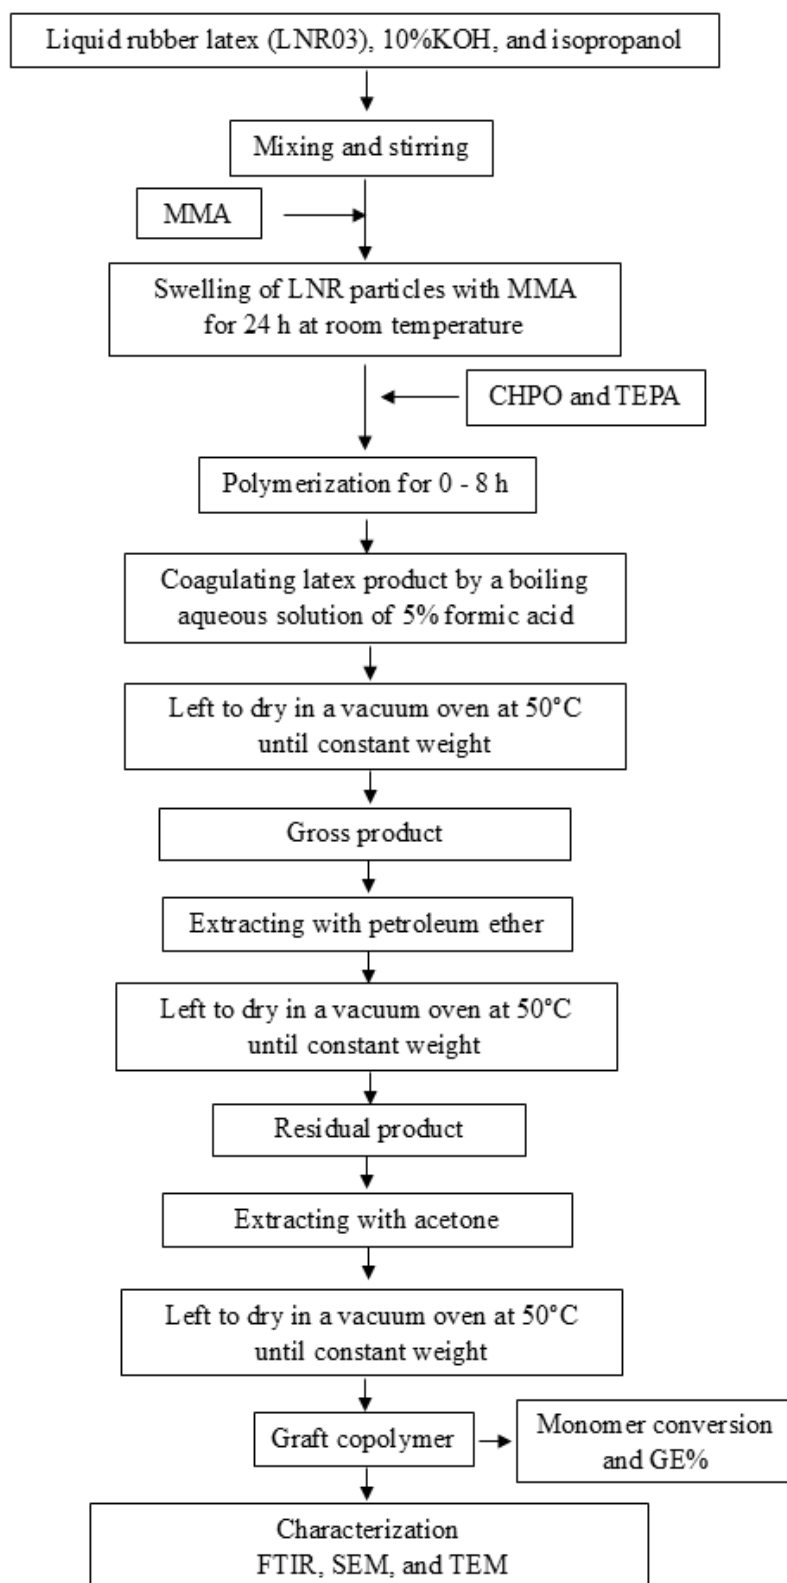 Liquid rubber latex (LNR03), 10%KOH, and isopropanol
Mixing and stirring
MMA
Swelling of LNR particles with MMA
for 24 h at room temperature
CHPO and TEPA
Polymerization for 0 - 8 h
Coagulating latex product by a boiling
aqueous solution of 5% formic acid
Left to dry in a vacuum oven at 50°C
until constant weight
Gross product
Extracting with petroleum ether
Left to dry in a vacuum oven at 50°C
until constant weight
Residual product
Extracting with acetone
Left to dry in a vacuum oven at 50°C
until constant weight
Graft copolymer
Monomer conversion
and GE%
Characterization
FTIR, SEM, and TEM